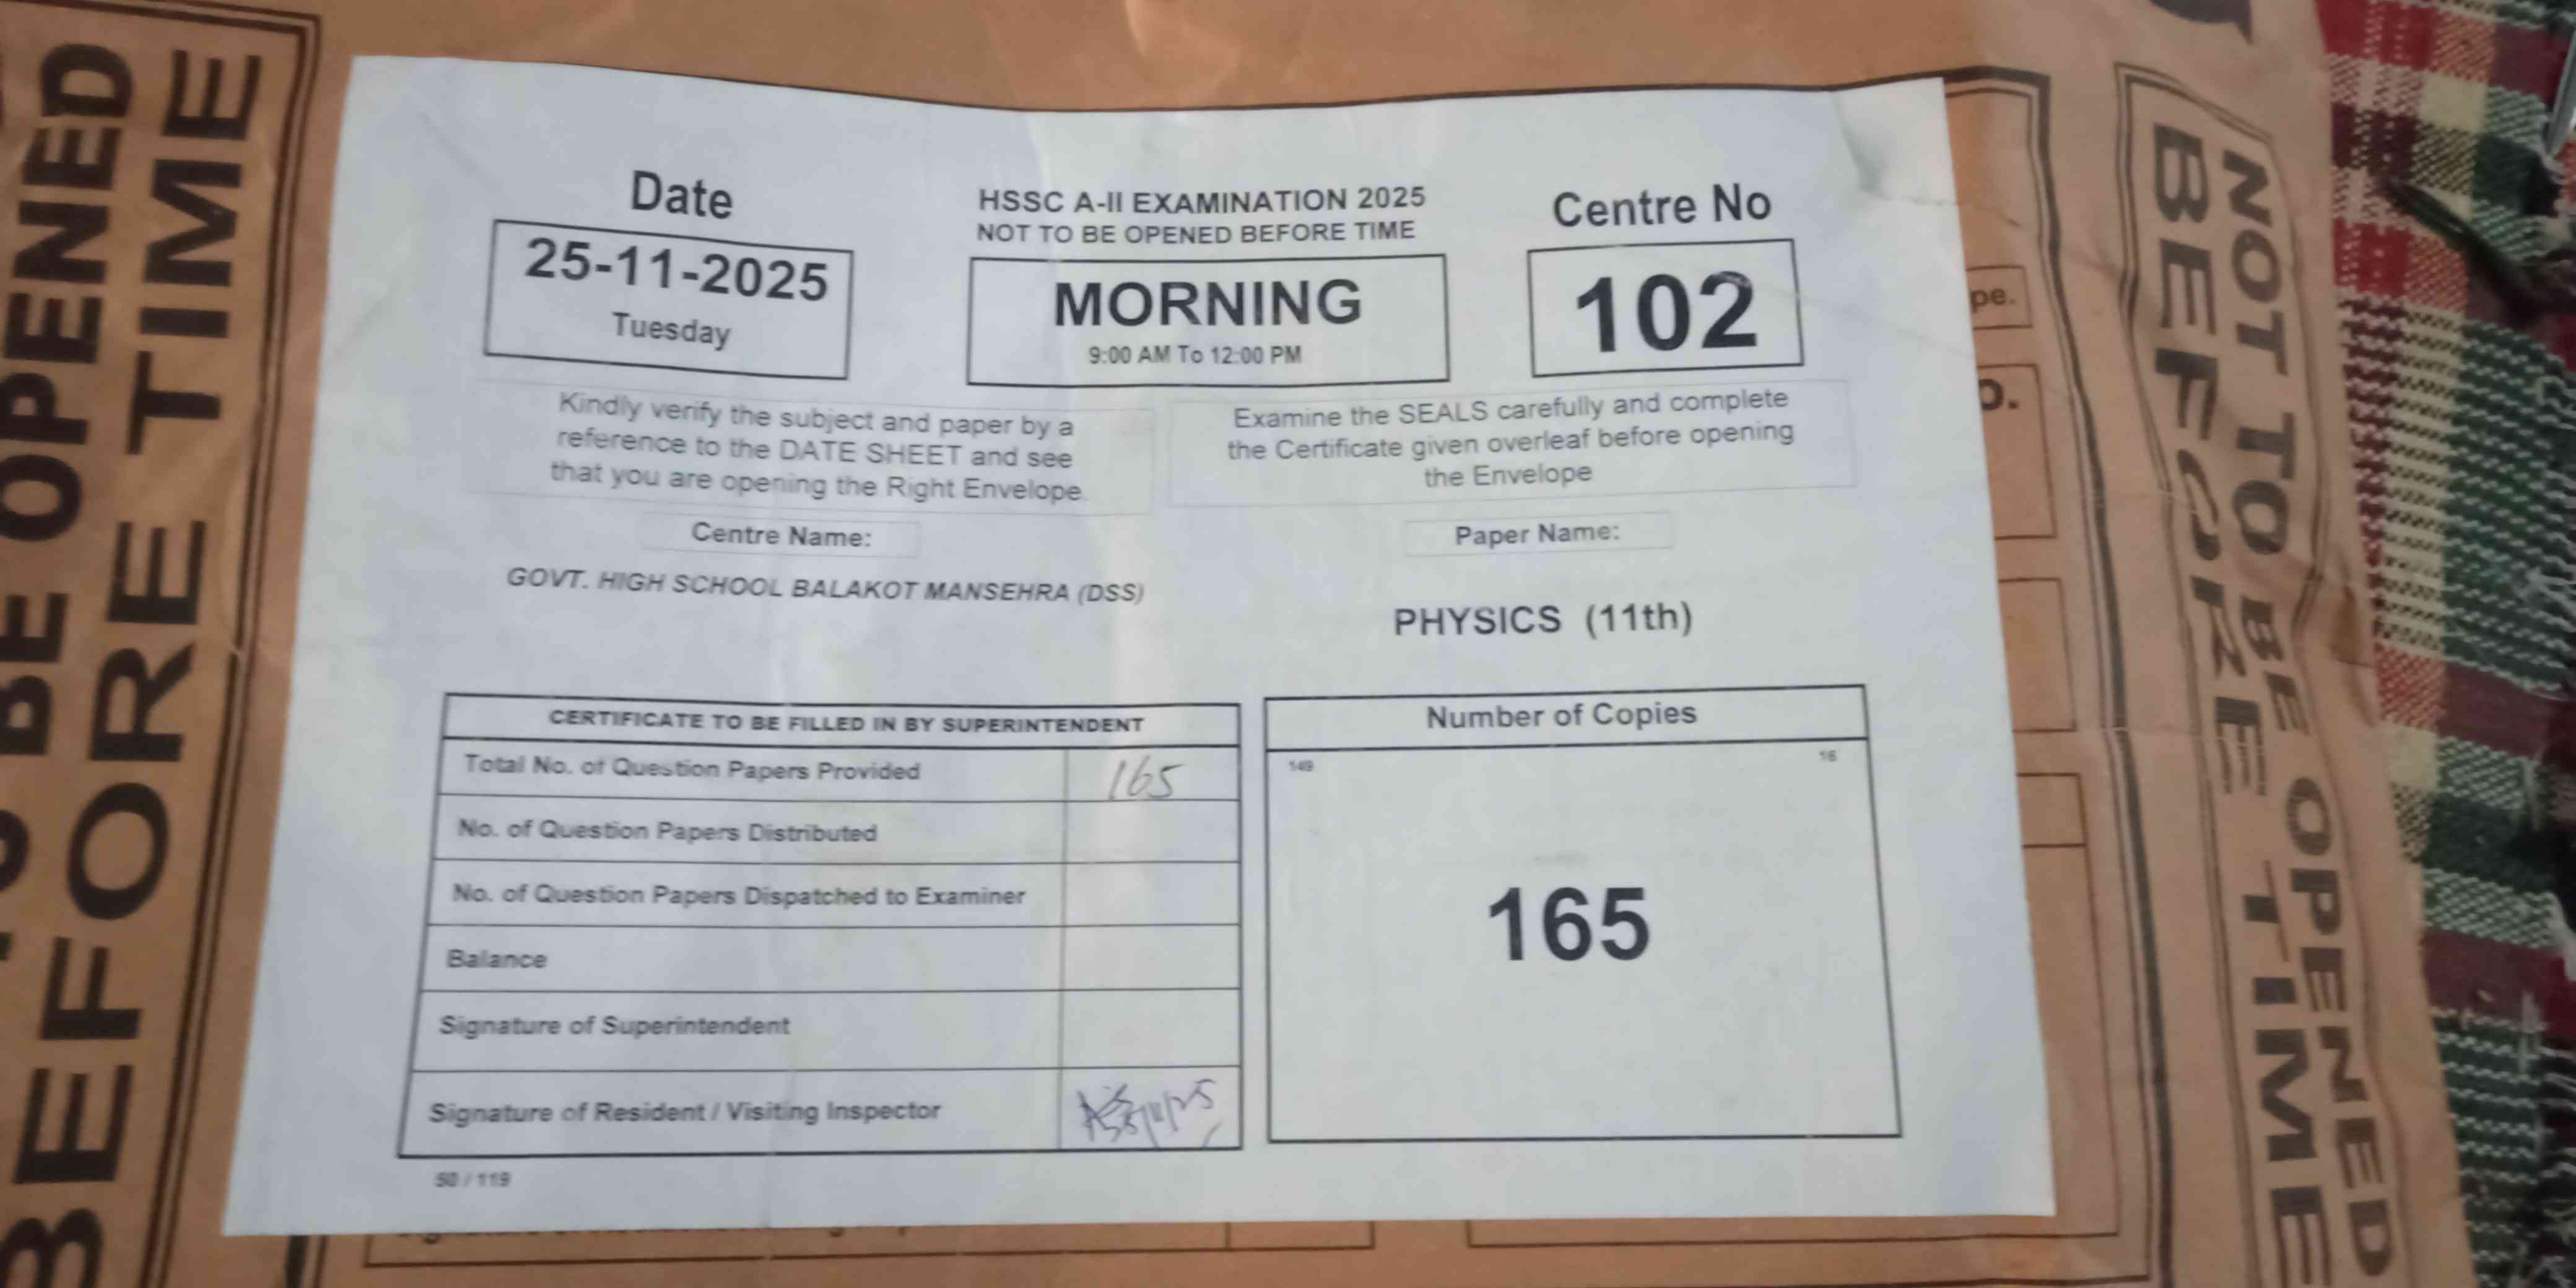 NOT TO BE OPENED
BEFORE TIME
Date
25-11-2025
Tuesday
HSSC A-II EXAMINATION 2025
NOT TO BE OPENED BEFORE TIME
MORNING
9:00 AM To 12:00 PM
Centre No
102
Kindly verify the subject and paper by a
reference to the DATE SHEET and see
that you are opening the Right Envelope.
Examine the SEALS carefully and complete
the Certificate given overleaf before opening
the Envelope
Centre Name:
GOVT. HIGH SCHOOL BALAKOT MANSEHRA (DSS)
Paper Name:
PHYSICS (11th)
CERTIFICATE TO BE FILLED IN BY SUPERINTENDENT
Total No. of Question Papers Provided 165
No. of Question Papers Distributed
No. of Question Papers Dispatched to Examiner
Balance
Signature of Superintendent
Signature of Resident / Visiting Inspector
50 / 119
Number of Copies
149 16
165
pe.
O.
BE OPENED
BEFORE TIME